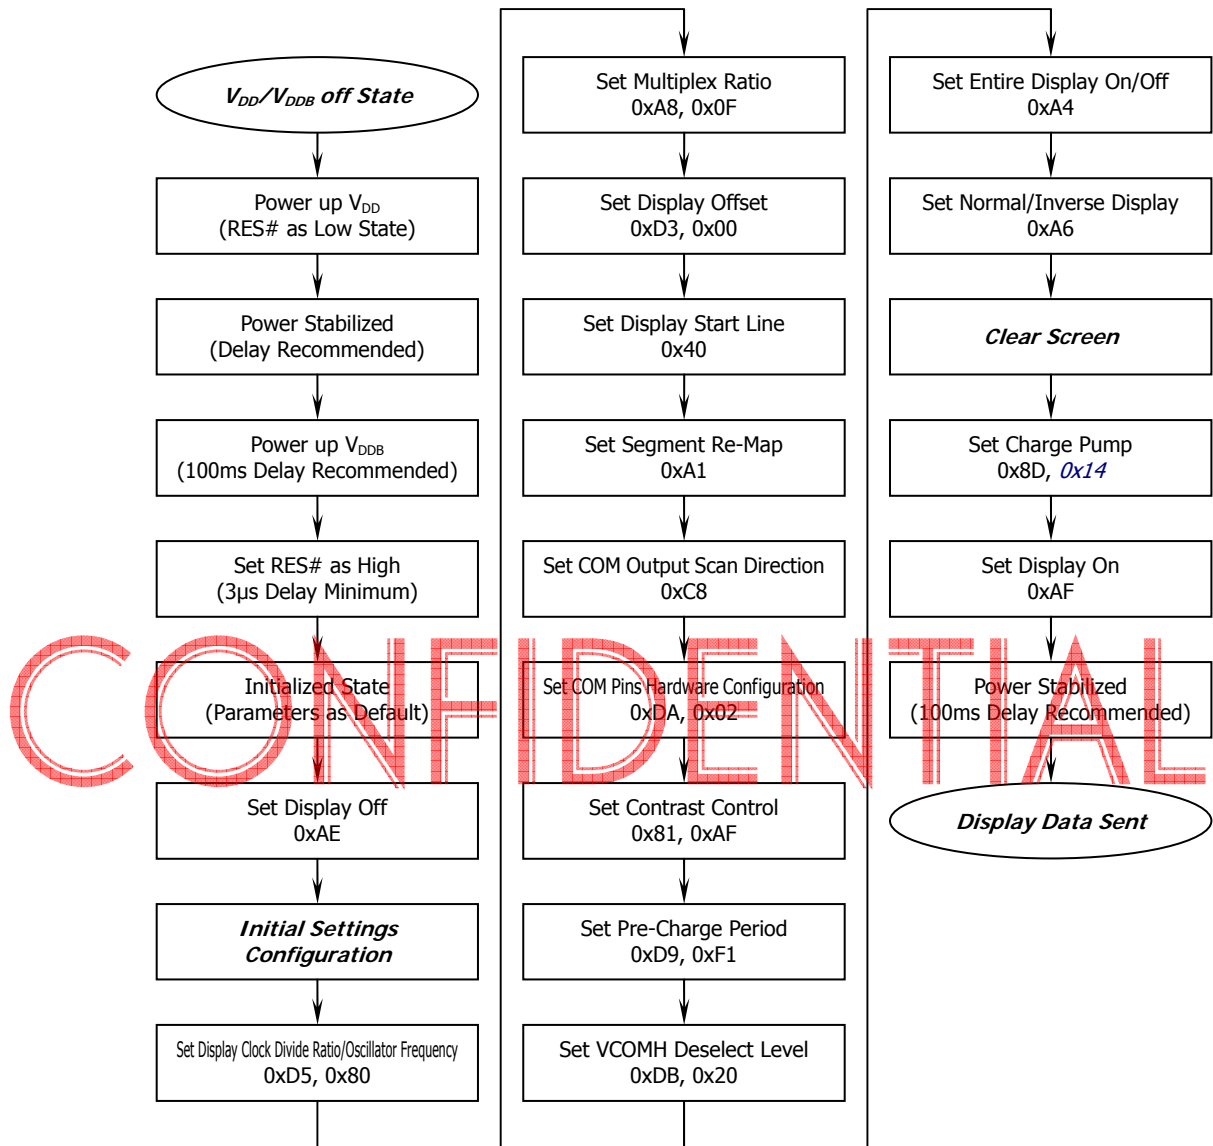 V_DD/V_DDB off State
Power up V_DD
(RES# as Low State)
Power Stabilized
(Delay Recommended)
Power up V_DDB
(100ms Delay Recommended)
Set RES# as High
(3μs Delay Minimum)
Initialized State
(Parameters as Default)
Set Display Off
0xAE
Initial Settings
Configuration
Set Display Clock Divide Ratio/Oscillator Frequency
0xD5, 0x80
Set Multiplex Ratio
0xA8, 0x0F
Set Display Offset
0xD3, 0x00
Set Display Start Line
0x40
Set Segment Re-Map
0xA1
Set COM Output Scan Direction
0xC8
Set COM Pins Hardware Configuration
0xDA, 0x02
Set Contrast Control
0x81, 0xAF
Set Pre-Charge Period
0xD9, 0xF1
Set VCOMH Deselect Level
0xDB, 0x20
Set Entire Display On/Off
0xA4
Set Normal/Inverse Display
0xA6
Clear Screen
Set Charge Pump
0x8D, 0x14
Set Display On
0xAF
Power Stabilized
(100ms Delay Recommended)
Display Data Sent
CONFIDENTIAL